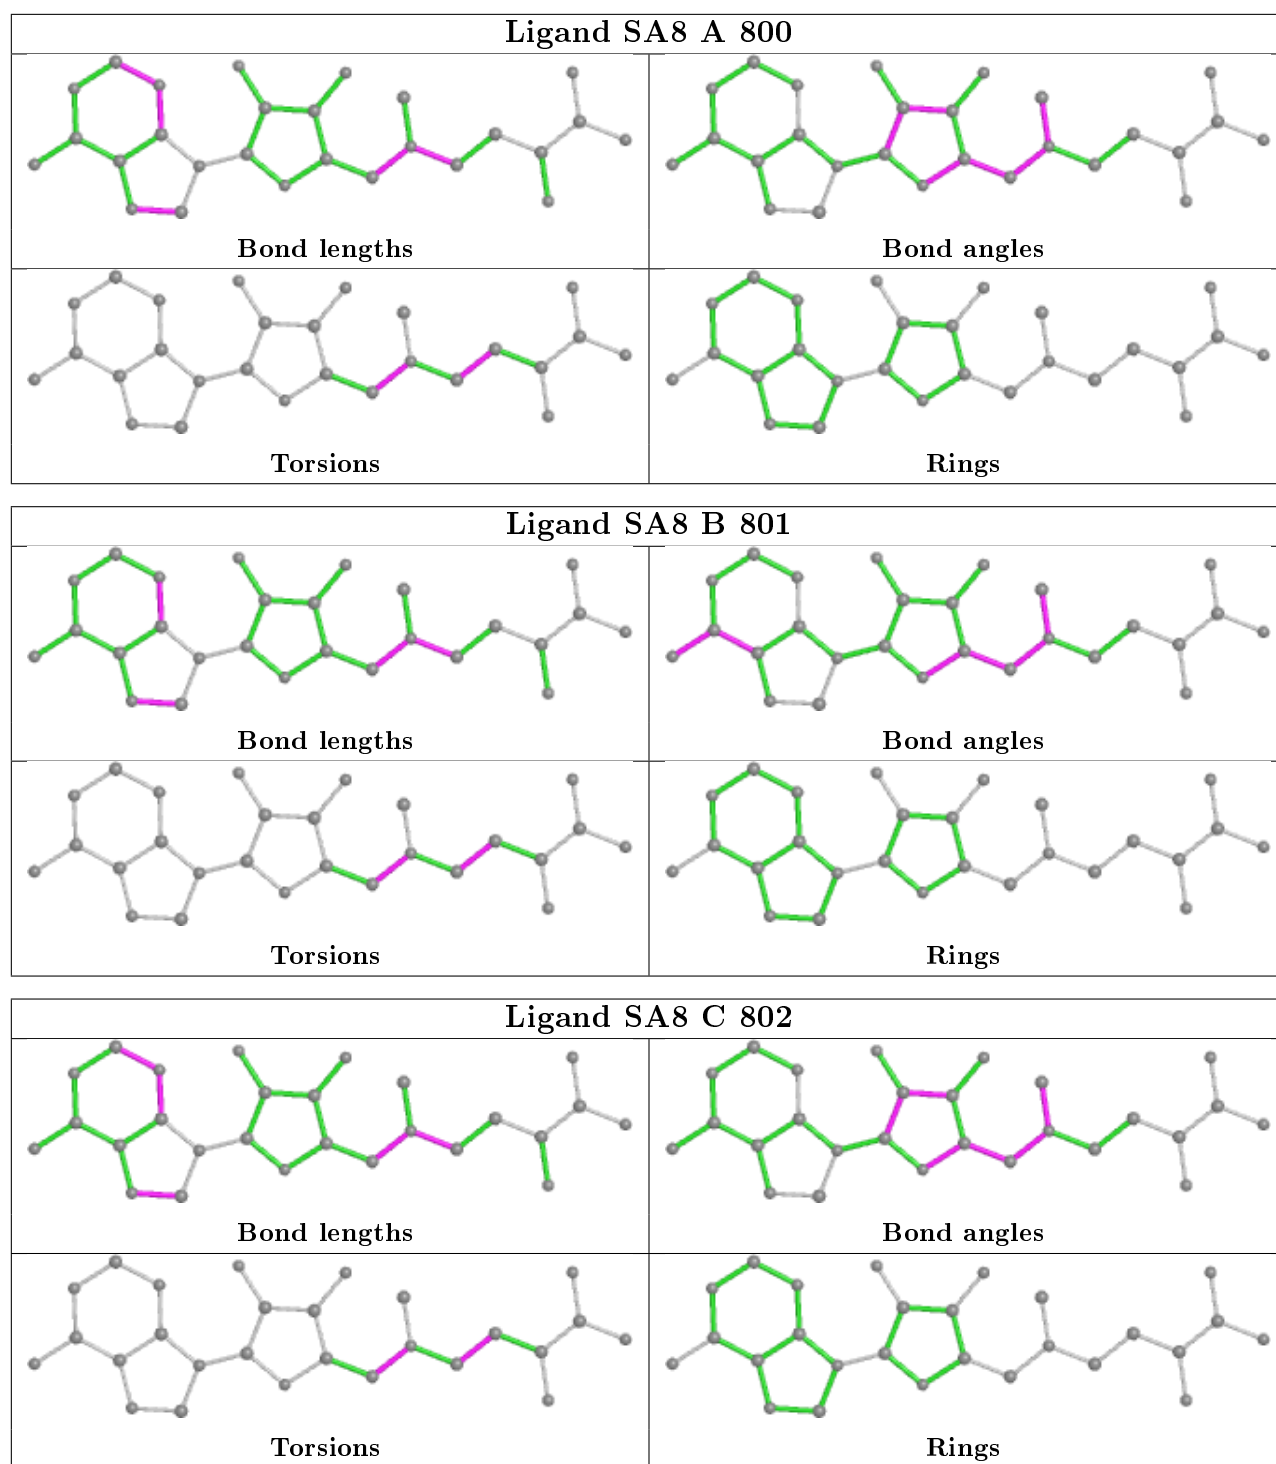 Ligand SA8 A 800
Bond lengths
Bond angles
Torsions
Rings
Ligand SA8 B 801
Bond lengths
Bond angles
Torsions
Rings
Ligand SA8 C 802
Bond lengths
Bond angles
Torsions
Rings